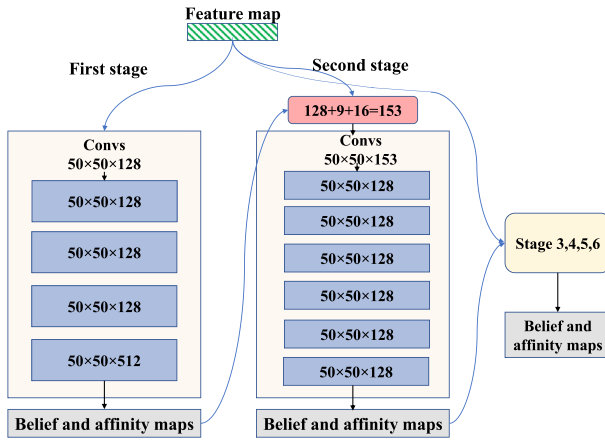 Feature map
First stage
Second stage
128+9+16=153
Convs
50×50×128
50×50×128
50×50×128
50×50×128
50×50×512
Belief and affinity maps
Convs
50×50×153
50×50×128
50×50×128
50×50×128
50×50×128
50×50×128
50×50×128
Belief and affinity maps
Stage 3,4,5,6
Belief and
affinity maps